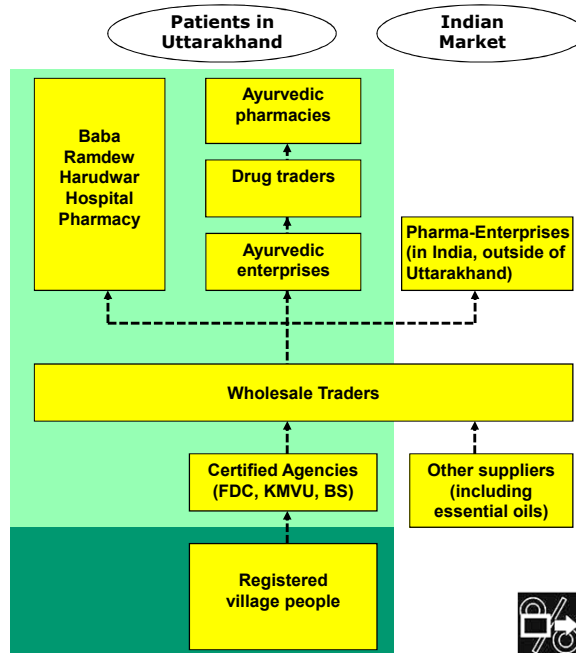 Patients in
Uttarakhand
Indian
Market
Baba
Ramdew
Harudwar
Hospital
Pharmacy
Ayurvedic
pharmacies
Drug traders
Ayurvedic
enterprises
Pharma-Enterprises
(in India, outside of
Uttarakhand)
Wholesale Traders
Certified Agencies
(FDC, KMVU, BS)
Other suppliers
(including
essential oils)
Registered
village people